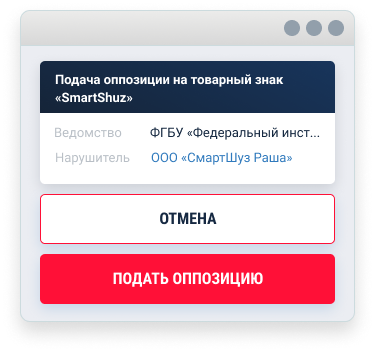 Подача оппозиции на товарный знак
«SmartShuz»
Ведомство ФГБУ «Федеральный инст...
Нарушитель ООО «СмартШуз Раша»
ОТМЕНА
ПОДАТЬ ОППОЗИЦИЮ